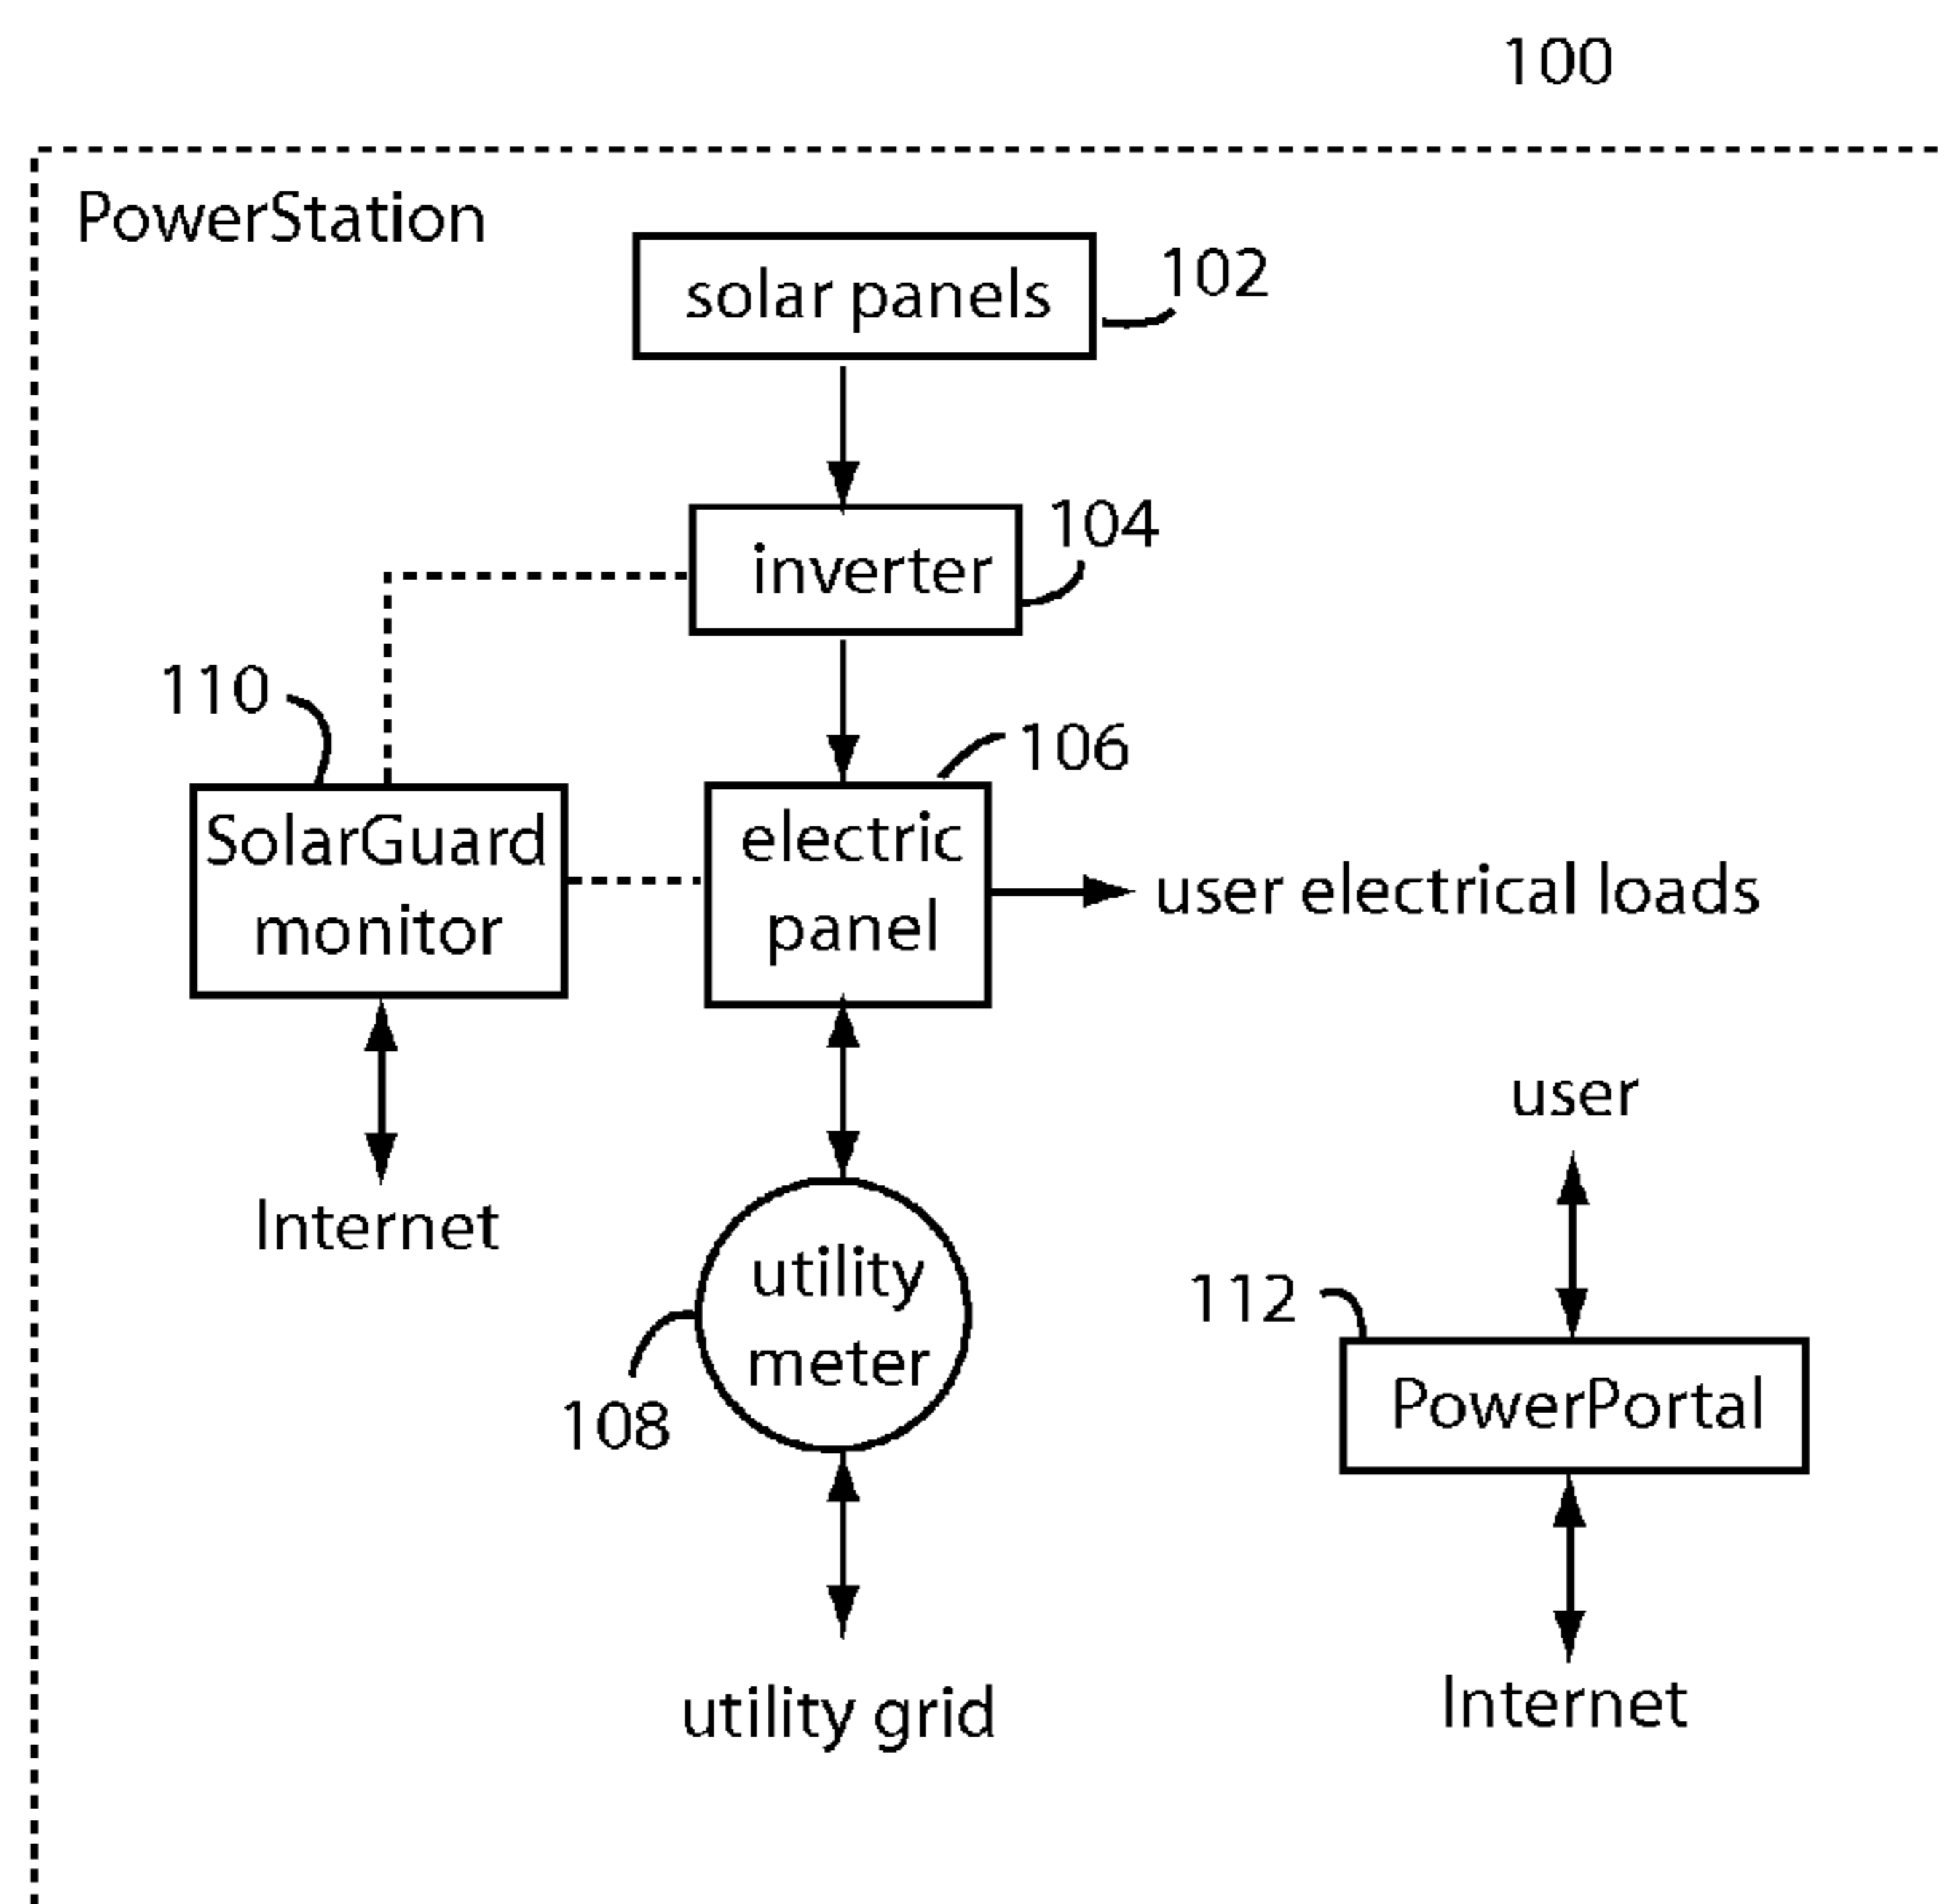 100
PowerStation
solar panels
102
inverter
104
110
106
SolarGuard
monitor
electric
panel
user electrical loads
user
Internet
utility
meter
112
108
PowerPortal
utility grid
Internet